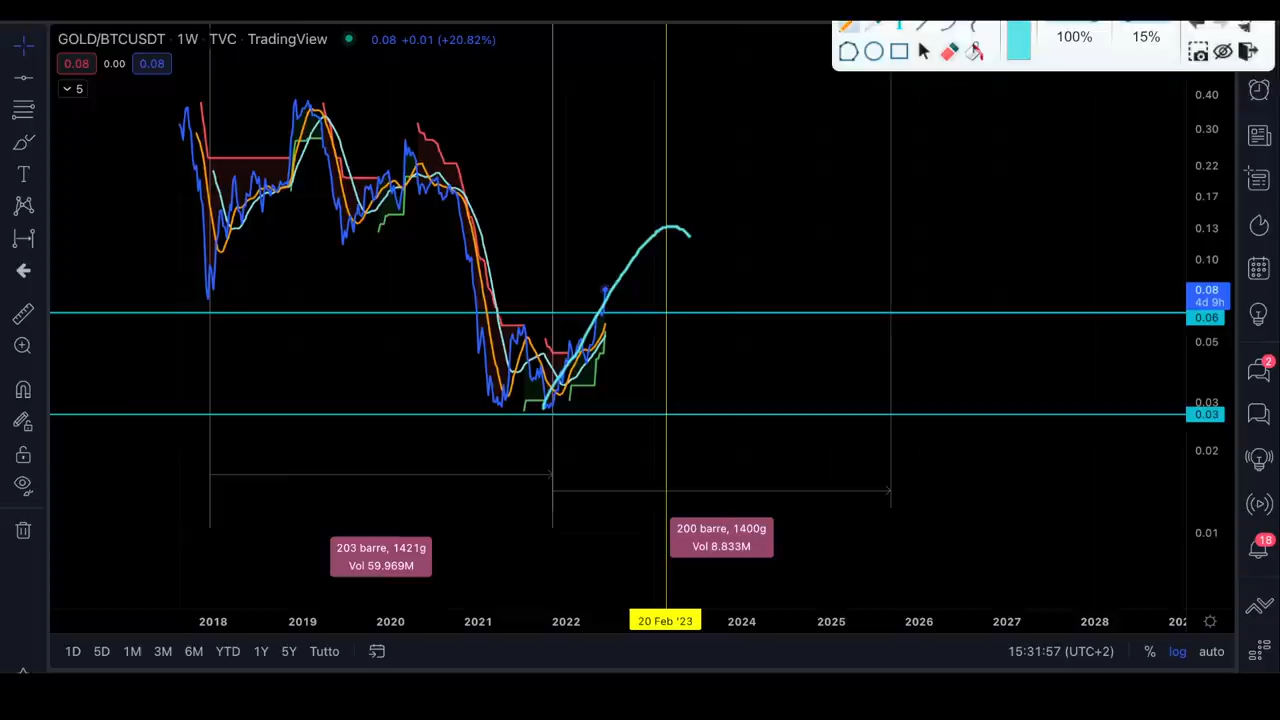 GOLD/BTCUSDT · 1W · TVC · TradingView
0.08 +0.01 (+20.82%)
0.08 0.00 0.08
5
100%
15%
0.40
0.30
0.22
0.17
0.13
0.10
0.08
4d 9h
0.06
0.05
0.03
0.03
0.02
0.01
203 barre, 1421g
Vol 59.969M
200 barre, 1400g
Vol 8.833M
2018 2019 2020 2021 2022 20 Feb '23 2024 2025 2026 2027 2028
1D 5D 1M 3M 6M YTD 1Y 5Y Tutto
15:31:57 (UTC+2) % log auto
2
18